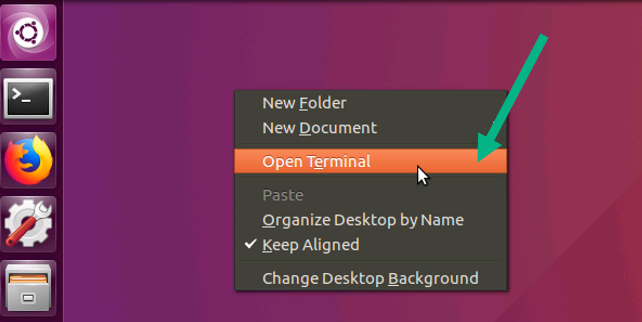 New Folder
New Document
Open Terminal
Paste
Organize Desktop by Name
Keep Aligned
Change Desktop Background